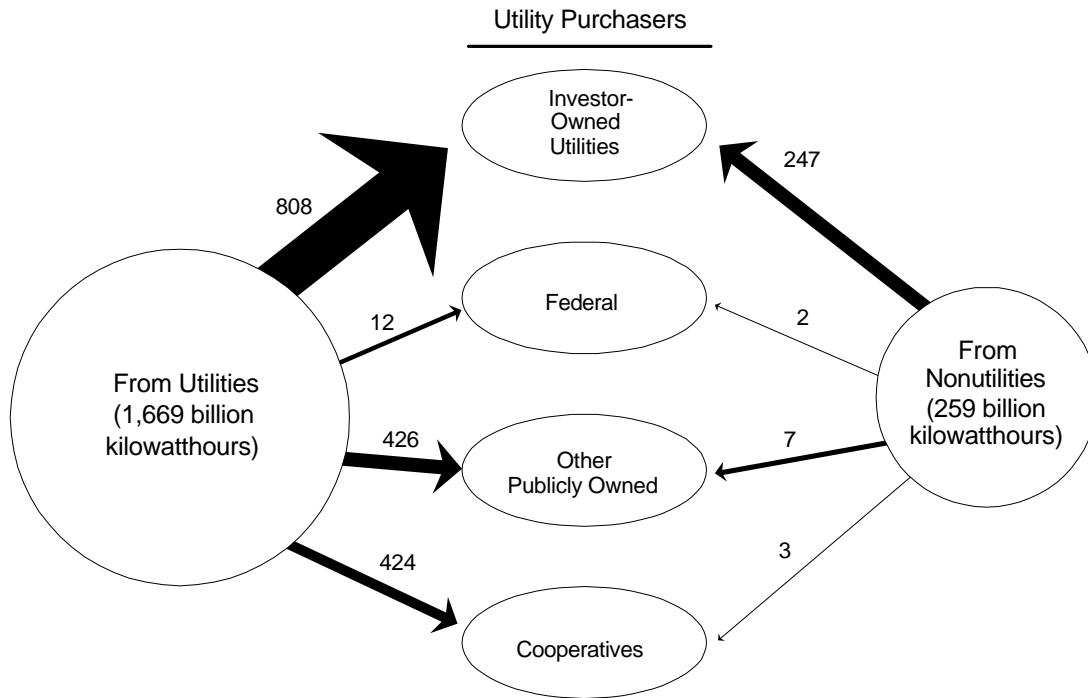 Utility Purchasers
Investor-
Owned
Utilities
808
247
Federal
12
2
From Utilities
(1,669 billion
kilowatthours)
From
Nonutilities
(259 billion
kilowatthours)
426
7
Other
Publicly Owned
424
3
Cooperatives